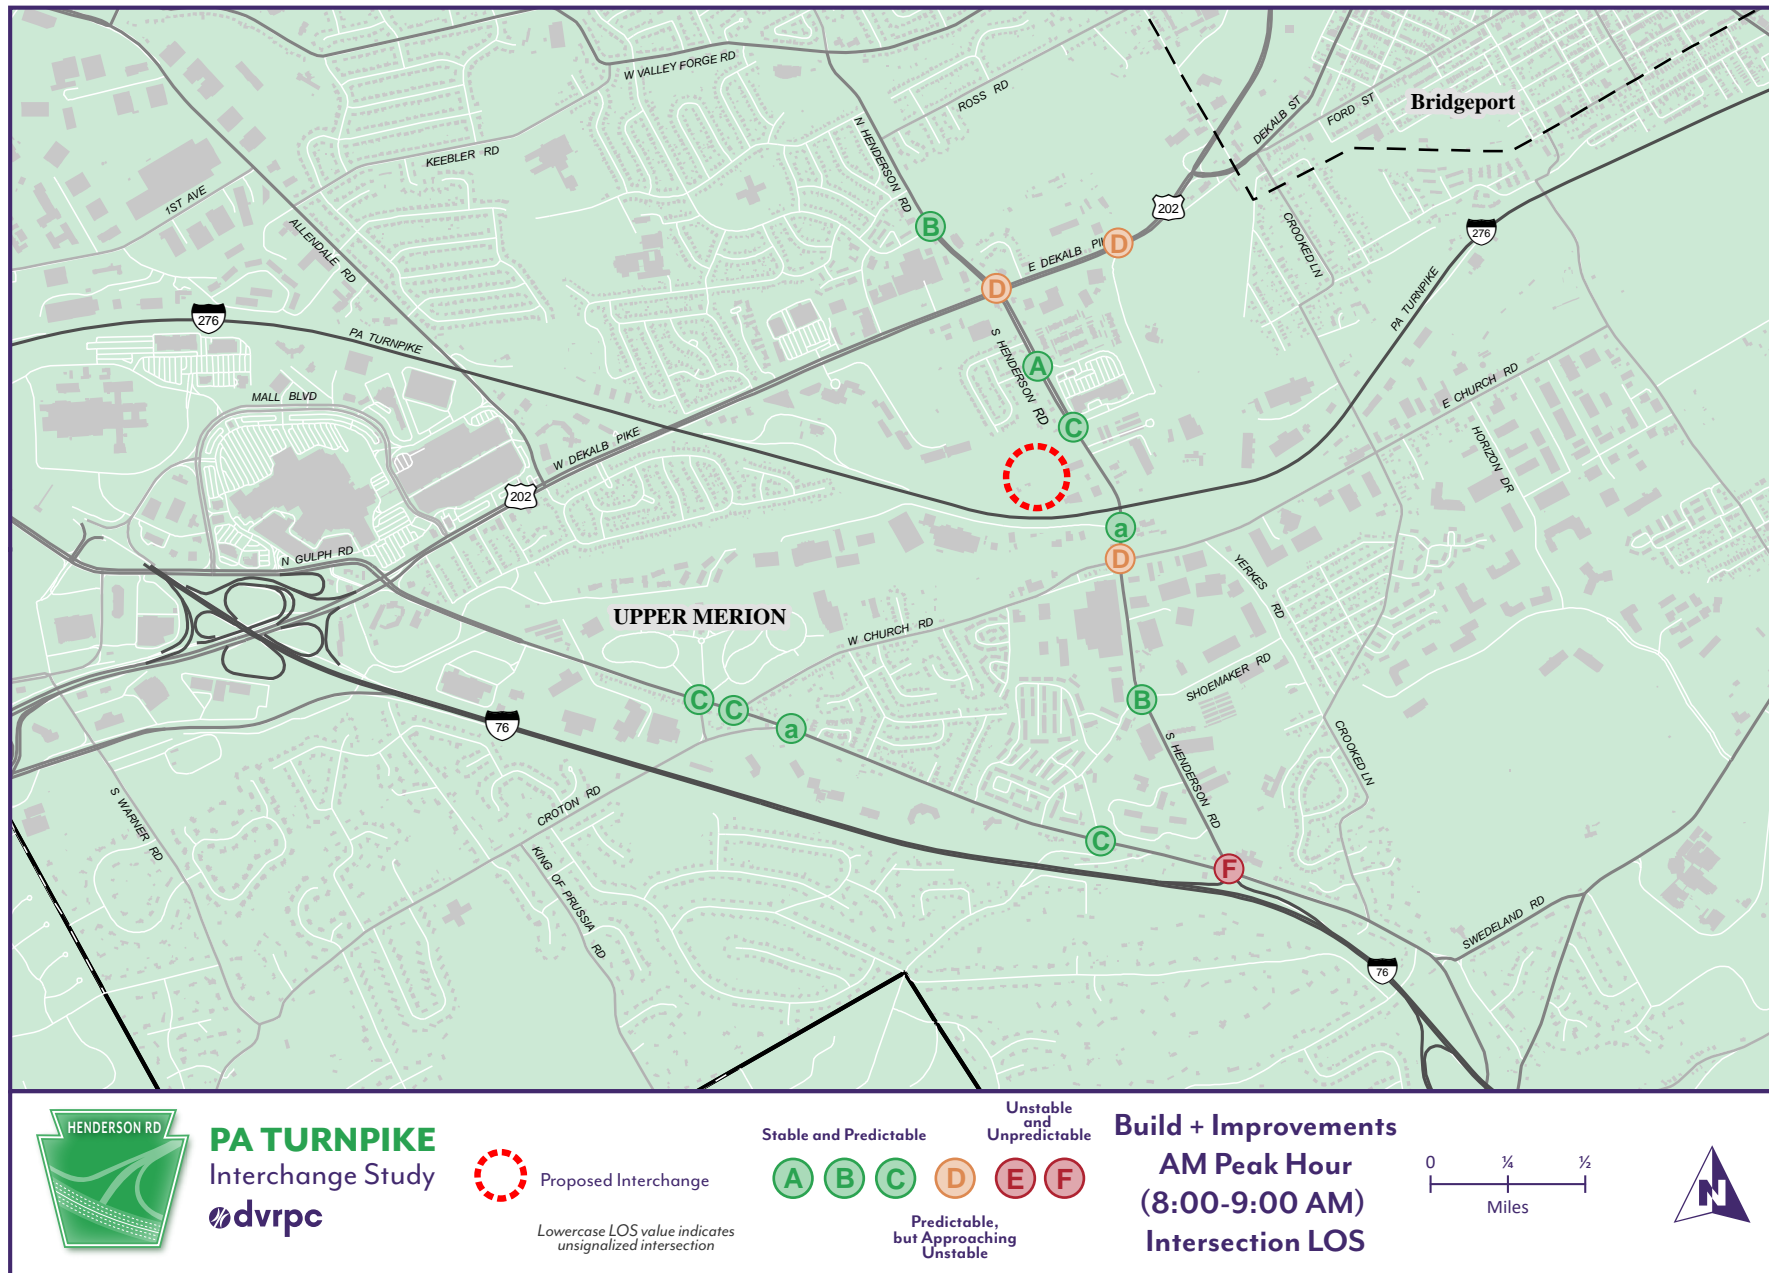 W VALLEY FORGE RD
ROSS RD
N HENDERSON RD
DEKALB ST
FORD ST
Bridgeport
KEEBLER RD
1ST AVE
ALLENDALE RD
202
CROOKED LN
276
B
E DEKALB PI
D
D
276
PA TURNPIKE
PA TURNPIKE
S HENDERSON RD
A
MALL BLVD
E CHURCH RD
C
W DEKALB PIKE
HORIZON DR
202
a
D
N GULPH RD
YERKES RD
UPPER MERION
W CHURCH RD
SHOEMAKER RD
C
C
a
B
76
CROOKED LN
S HENDERSON RD
S WARNER RD
CROTON RD
C
F
KING OF PRUSSIA RD
SWEDELAND RD
76
HENDERSON RD
PA TURNPIKE
Interchange Study
dvrpc
Proposed Interchange
Lowercase LOS value indicates
unsignalized intersection
Stable and Predictable
Unstable
and
Unpredictable
A B C D E F
Predictable,
but Approaching
Unstable
Build + Improvements
AM Peak Hour
(8:00-9:00 AM)
Intersection LOS
0 ¼ ½
Miles
N